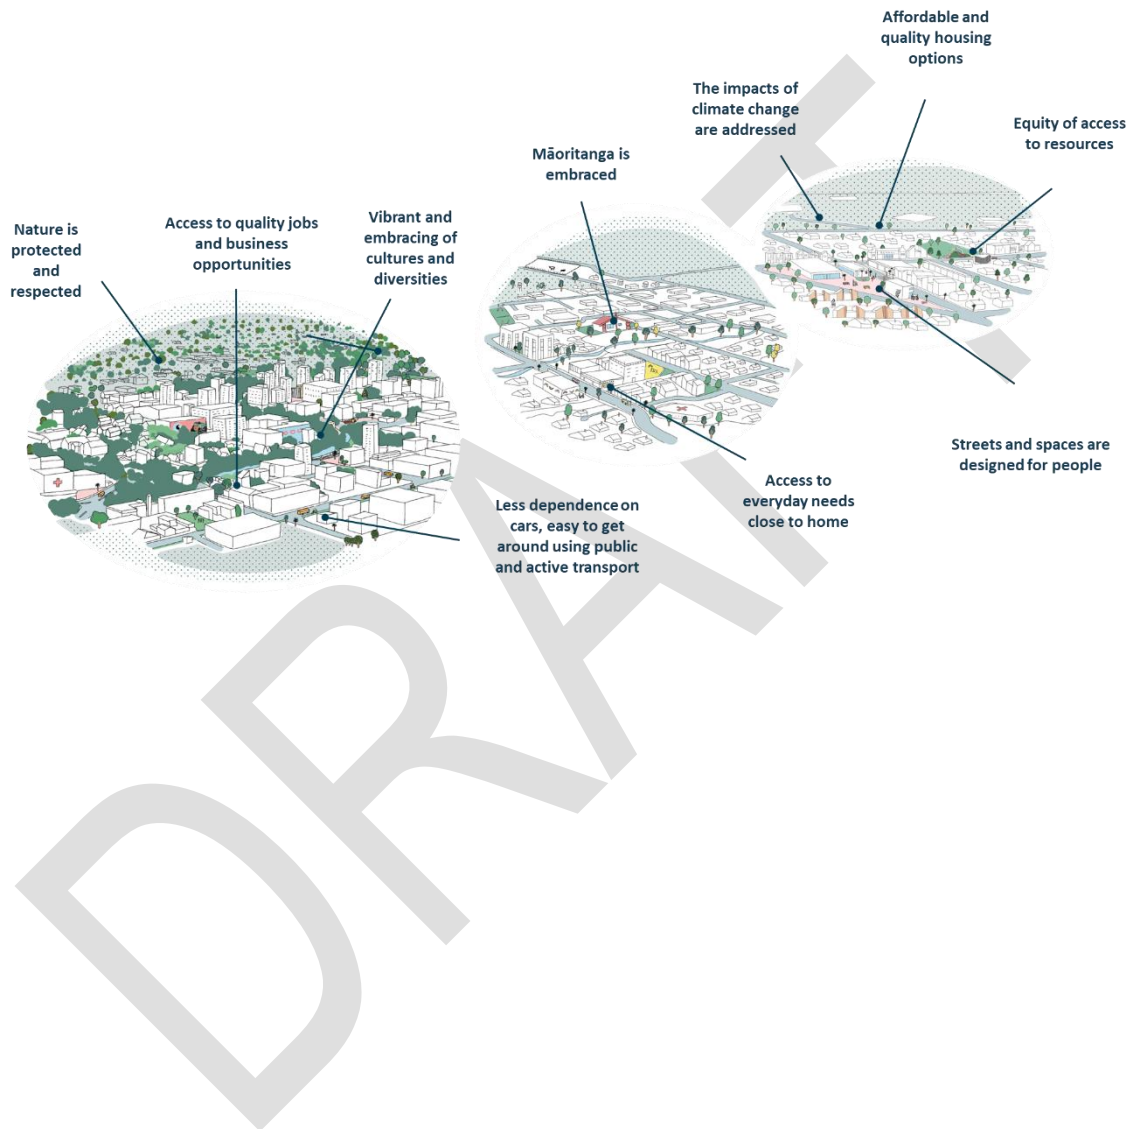 Affordable and
quality housing
options
The impacts of
climate change
are addressed
Equity of access
to resources
Māoritanga is
embraced
Nature is
protected
and
respected
Access to quality jobs
and business
opportunities
Vibrant and
embracing of
cultures and
diversities
Streets and spaces are
designed for people
Access to
everyday needs
close to home
Less dependence on
cars, easy to get
around using public
and active transport
DRAFT